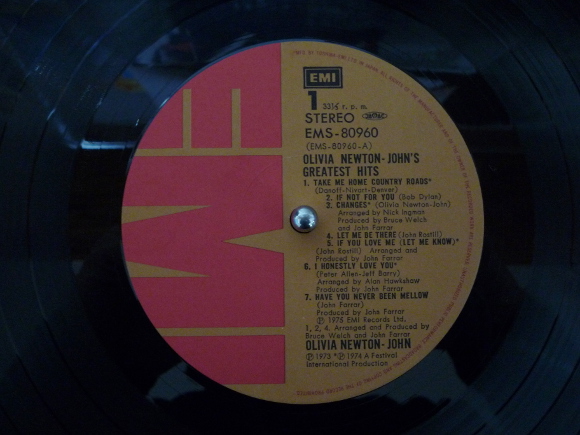 EMI
1 33⅓ r. p. m.
STEREO
EMS-80960
(EMS-80960-A)
OLIVIA NEWTON-JOHN'S
GREATEST HITS
1. TAKE ME HOME COUNTRY ROADS*
(Danoff-Nivert-Denver)
2. IF NOT FOR YOU (Bob Dylan)
3. CHANGES* (Olivia Newton-John)
Arranged by Nick Ingman
Produced by Bruce Welch
and John Farrar
4. LET ME BE THERE (John Rostill)
5. IF YOU LOVE ME (LET ME KNOW)*
(John Rostill) Arranged and
Produced by John Farrar
6. I HONESTLY LOVE YOU*
(Peter Allen-Jeff Barry)
Arranged by Alan Hawkshaw
Produced by John Farrar
7. HAVE YOU NEVER BEEN MELLOW
(John Farrar)
Produced by John Farrar
Ⓟ 1975 EMI Records Ltd.
1, 2, 4. Arranged and Produced by
Bruce Welch and John Farrar
OLIVIA NEWTON-JOHN
Ⓟ 1973 *Ⓟ 1974 A Festival
International Production
EMI